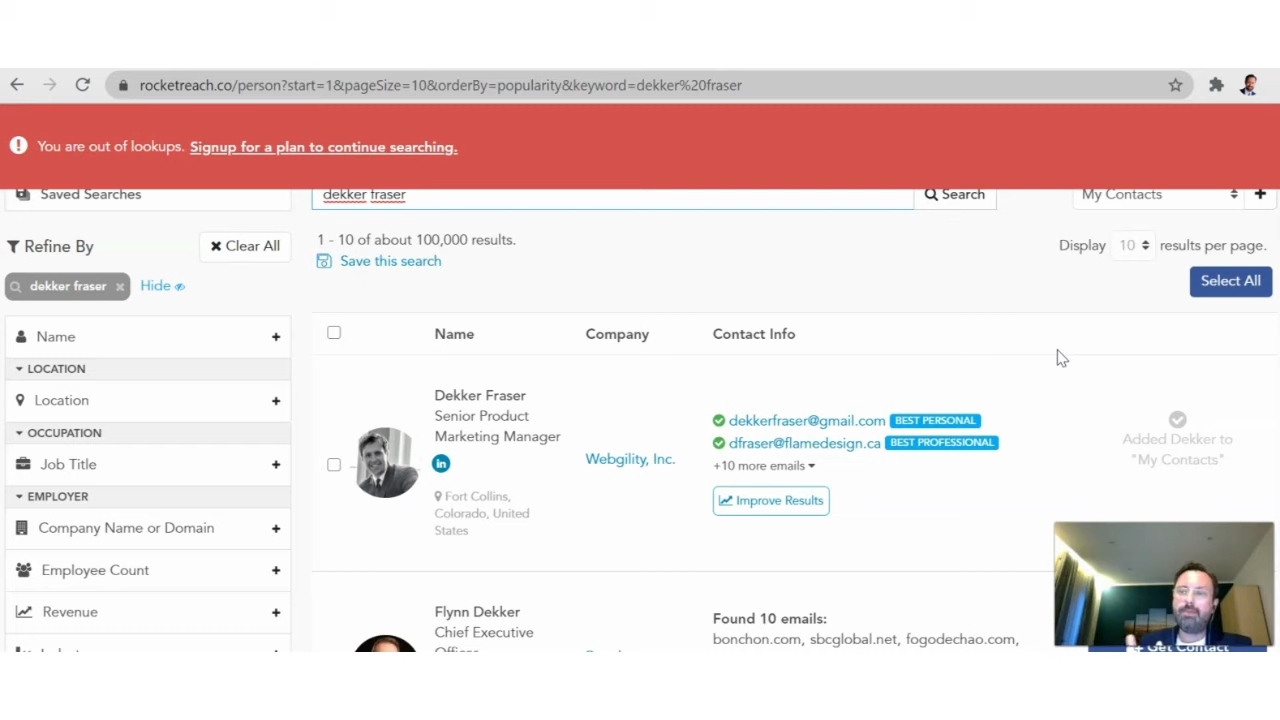 rocketreach.co/person?start=1&pageSize=10&orderBy=popularity&keyword=dekker%20fraser
You are out of lookups. Signup for a plan to continue searching.
Saved Searches
dekker fraser
Search
My Contacts
Refine By
Clear All
1 - 10 of about 100,000 results.
Display 10 results per page.
Save this search
dekker fraser
Hide
Select All
Name
LOCATION
Location
OCCUPATION
Job Title
EMPLOYER
Company Name or Domain
Employee Count
Revenue
Name Company Contact Info
Dekker Fraser
Senior Product
Marketing Manager
in
Fort Collins,
Colorado, United
States
Webgility, Inc.
dekkerfraser@gmail.com BEST PERSONAL
dfraser@flamedesign.ca BEST PROFESSIONAL
+10 more emails
Improve Results
Added Dekker to
"My Contacts"
Flynn Dekker
Chief Executive
Found 10 emails:
bonchon.com, sbcglobal.net, fogodechao.com,
Get Contact